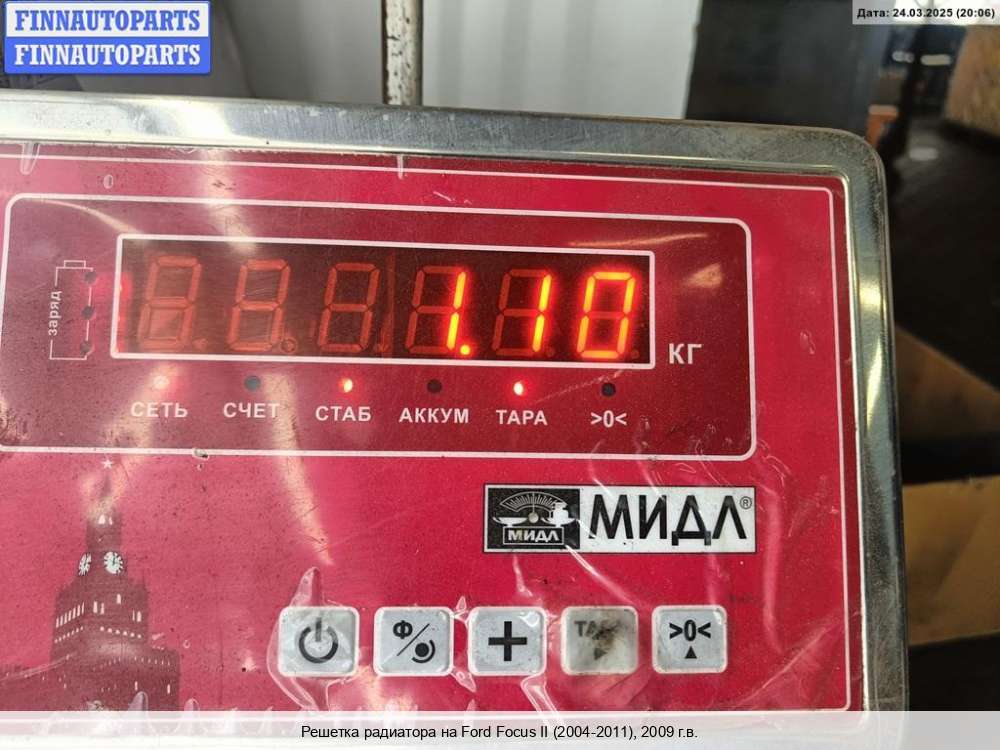 FINNAUTOPARTS
FINNAUTOPARTS
Дата: 24.03.2025 (20:06)
заряд
1.10
КГ
СЕТЬ СЧЕТ СТАБ АККУМ ТАРА >0<
МИДЛ
МИДЛ®
Ф/
+
>0<
Решетка радиатора на Ford Focus II (2004-2011), 2009 г.в.